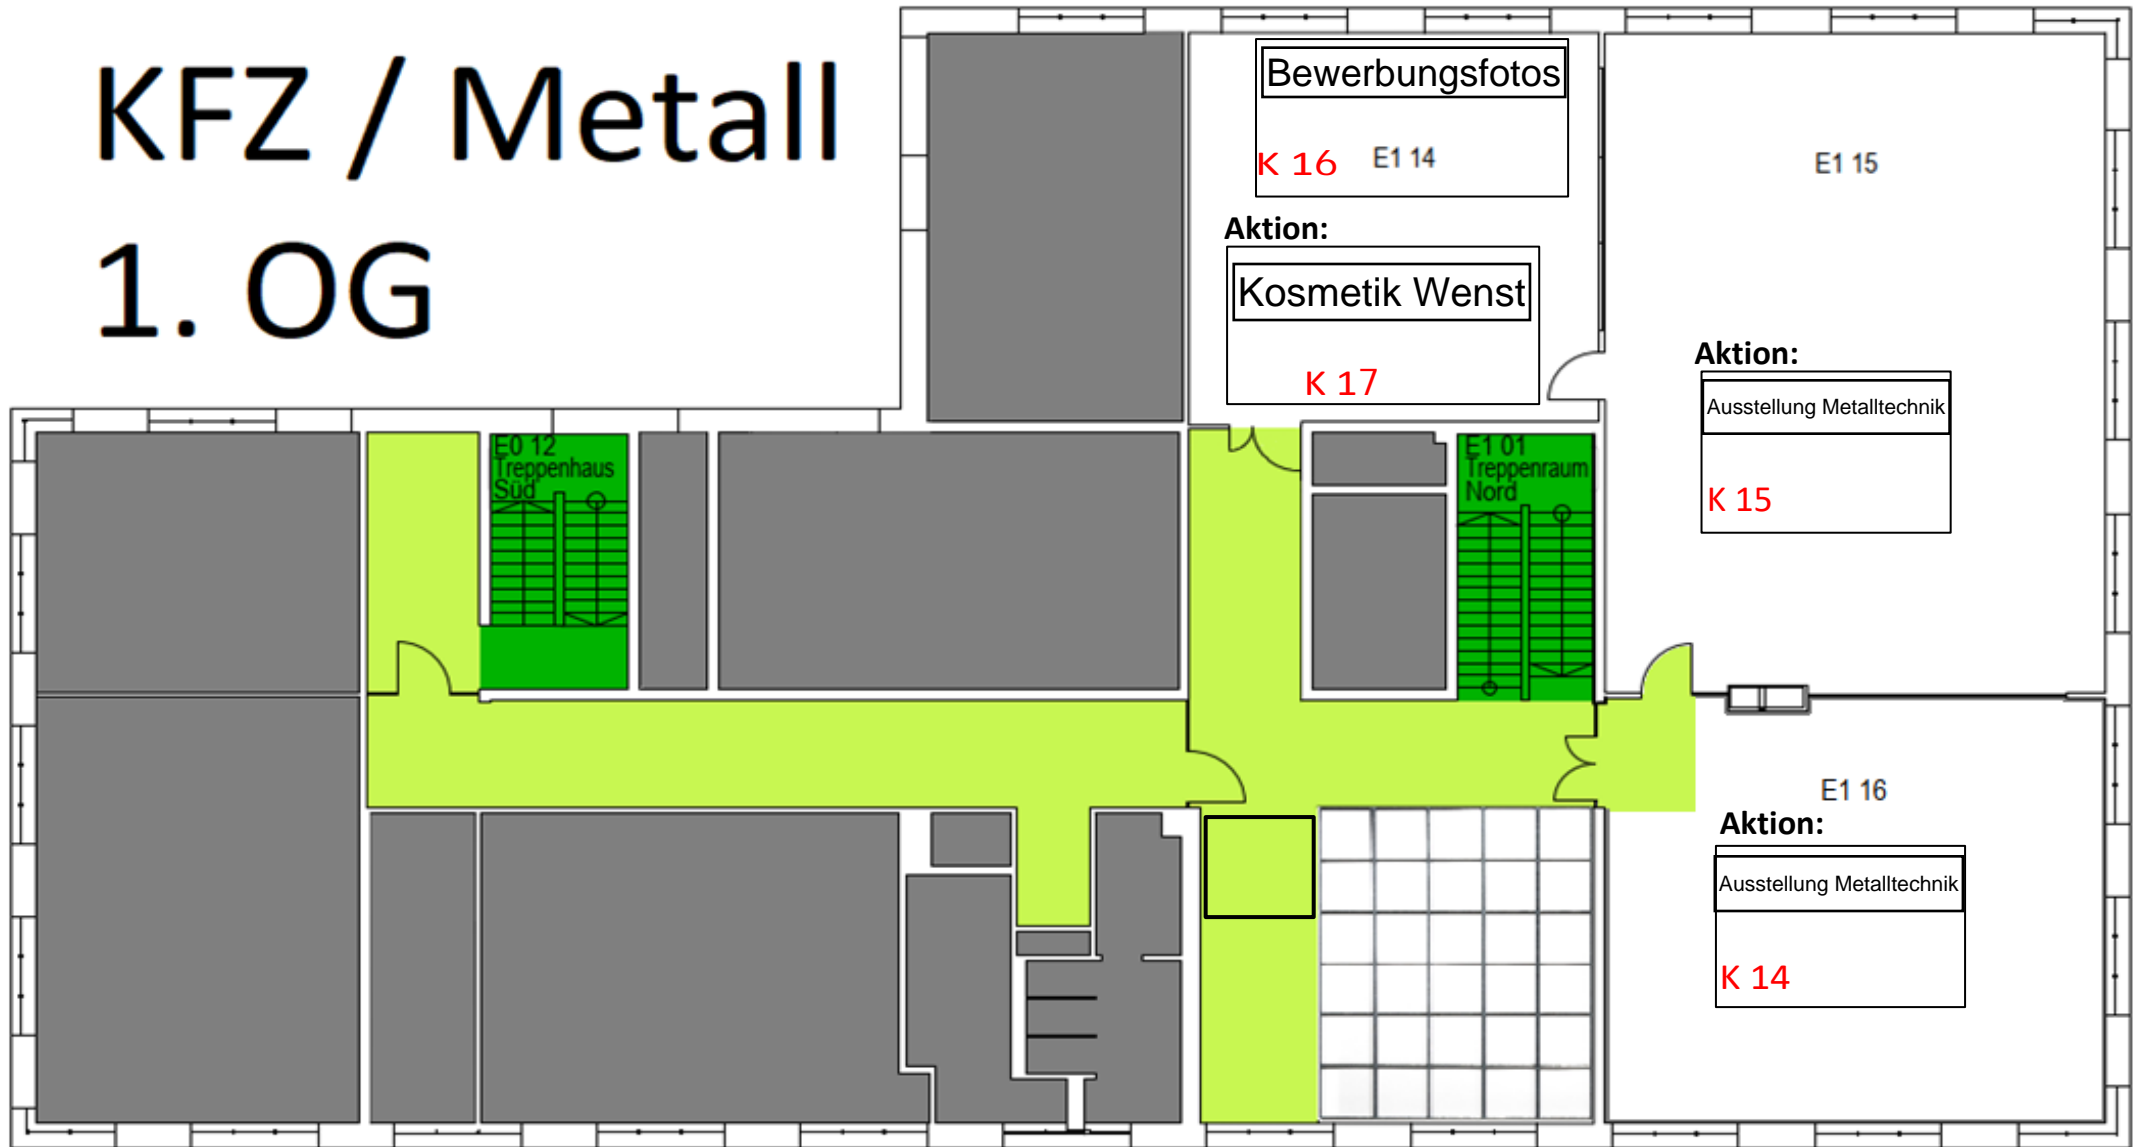 KFZ / Metall
1. OG
Bewerbungsfotos
K 16
E1 14
E1 15
Aktion:
Kosmetik Wenst
K 17
Aktion:
Ausstellung Metalltechnik
K 15
E0 12
Treppenhaus
Süd
E1 01
Treppenraum
Nord
E1 16
Aktion:
Ausstellung Metalltechnik
K 14